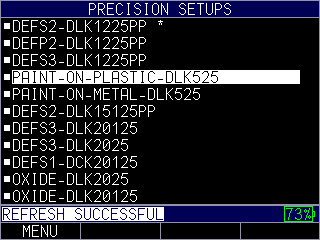 PRECISION SETUPS
DEFS2-DLK1225PP *
DEFP2-DLK1225PP
DEFS3-DLK1225PP
PAINT-ON-PLASTIC-DLK525
PAINT-ON-METAL-DLK525
DEFS2-DLK15125PP
DEFS3-DLK20125
DEFS3-DLK2025
DEFS1-DCK20125
OXIDE-DLK2025
OXIDE-DLK20125
REFRESH SUCCESSFUL 73%
MENU